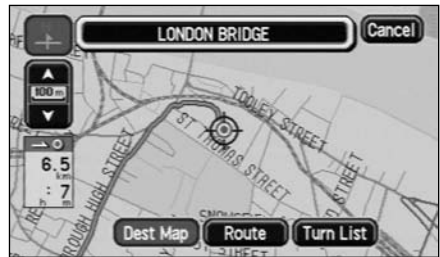 LONDON BRIDGE
Cancel
100 m
TOOLEY STREET
6.5
km
: 7
h m
ST THOMAS STREET
BOROUGH HIGH STREET
Dest Map
Route
Turn List